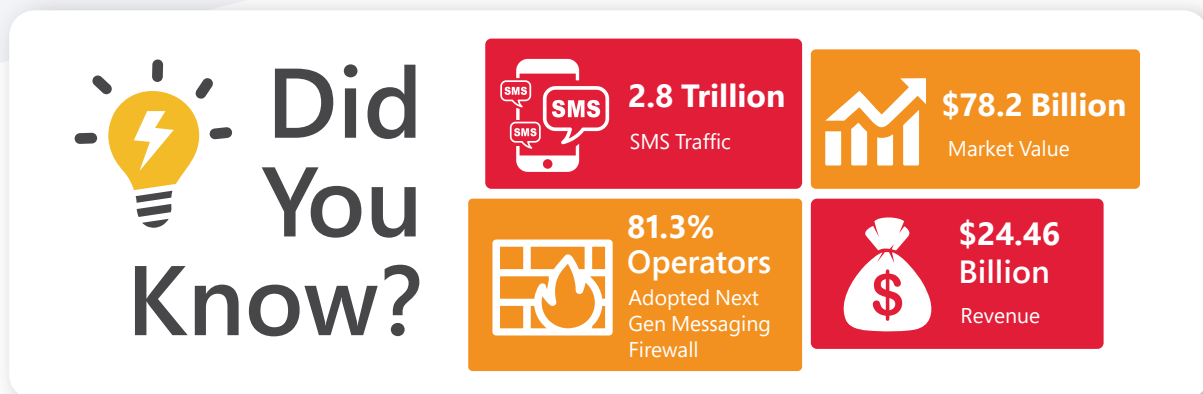 Did
You
Know?
SMS
SMS
SMS
2.8 Trillion
SMS Traffic
$78.2 Billion
Market Value
81.3%
Operators
Adopted Next
Gen Messaging
Firewall
$
$24.46
Billion
Revenue